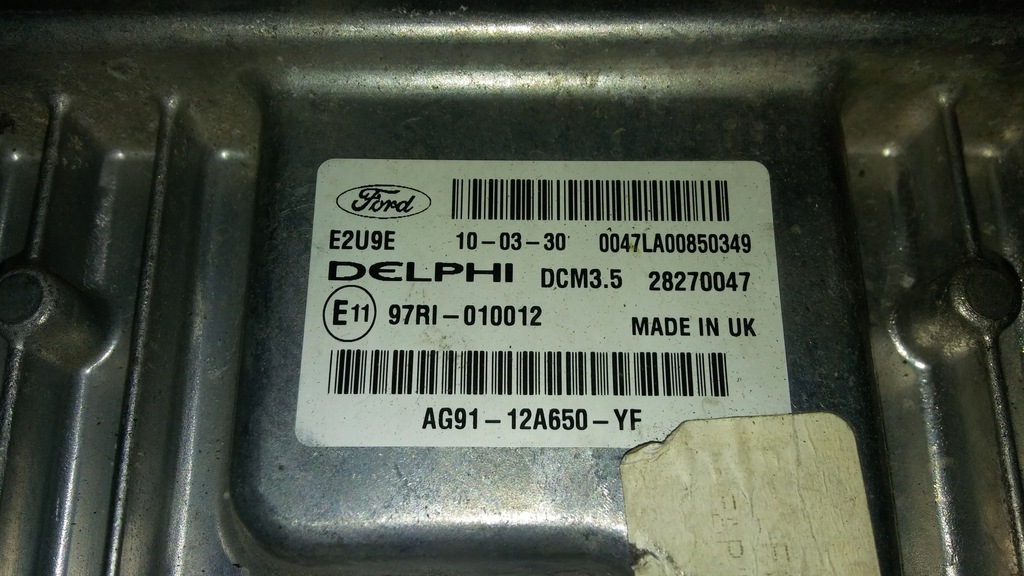 Ford
E2U9E 10-03-30 0047LA00850349
DELPHI DCM3.5 28270047
E11 97RI-010012 MADE IN UK
AG91-12A650-YF